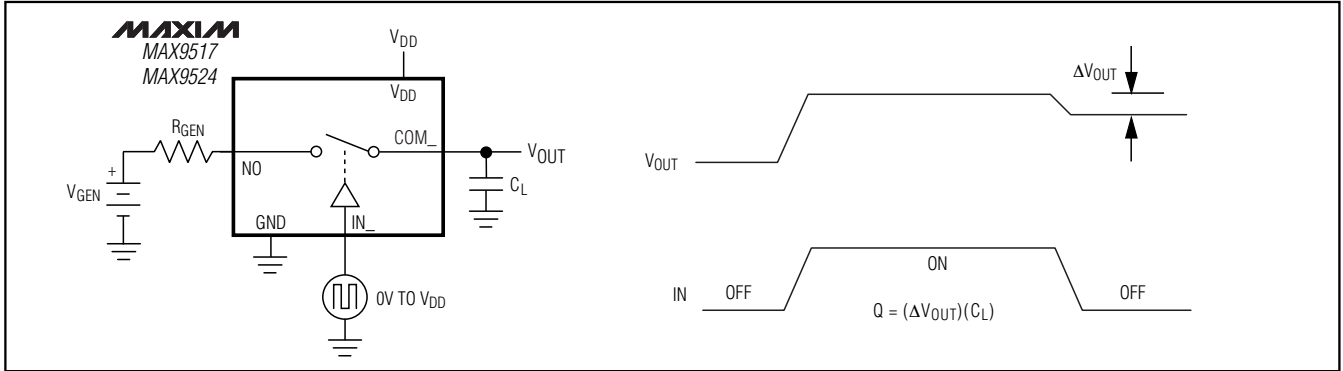 MAXIM
MAX9517
MAX9524
VDD
VDD
RGEN
COM_
VOUT
NO
CL
VGEN
+
GND
IN_
0V TO VDD
ΔVOUT
VOUT
IN
OFF
ON
OFF
Q = (ΔVOUT)(CL)